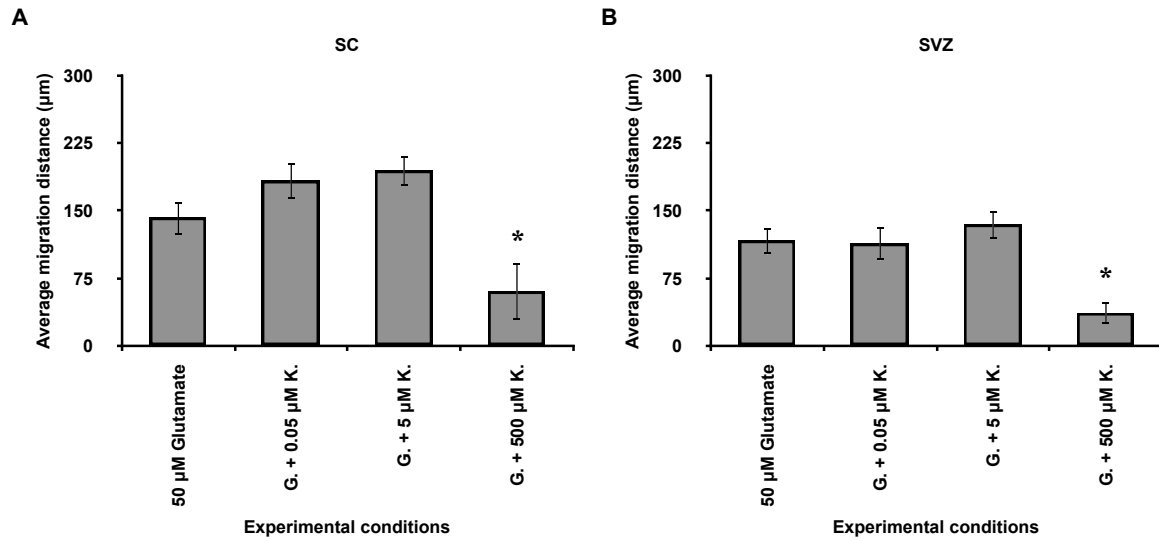 A
SC
Average migration distance (µm)
300
225
150
75
0
*
50 µM Glutamate
G. + 0.05 µM K.
G. + 5 µM K.
G. + 500 µM K.
Experimental conditions
B
SVZ
Average migration distance (µm)
300
225
150
75
0
*
50 µM Glutamate
G. + 0.05 µM K.
G. + 5 µM K.
G. + 500 µM K.
Experimental conditions